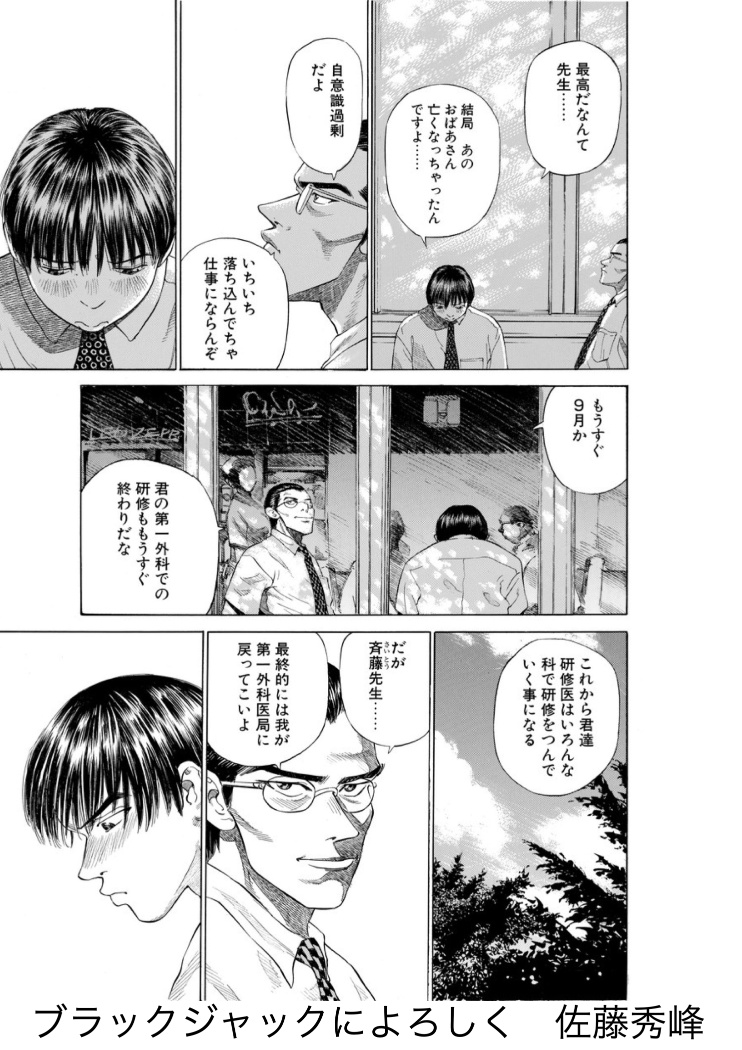 最高だなんて
先生……
結局　あの
おばあさん
亡くなっちゃったん
ですよ……
自意識過剰
だよ
いちいち
落ち込んでちゃ
仕事にならんぞ
もうすぐ
９月か
君の第一外科での
研修ももうすぐ
終わりだな
これから君達
研修医はいろんな
科で研修をつんで
いく事になる
だが
斉藤先生……
さいとう
最終的には我が
第一外科医局に
戻ってこいよ
LED ZEPP
ブラックジャックによろしく　佐藤秀峰